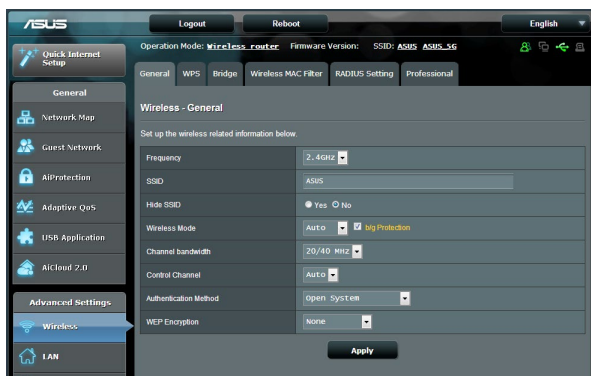 ASUS Logout Reboot English
Quick Internet Setup
Operation Mode: Wireless router Firmware Version: SSID: ASUS ASUS_5G
General WPS Bridge Wireless MAC Filter RADIUS Setting Professional
General
Network Map
Guest Network
AiProtection
Adaptive QoS
USB Application
AiCloud 2.0
Advanced Settings
Wireless
LAN
Wireless - General
Set up the wireless related information below.
Frequency 2.4GHz
SSID ASUS
Hide SSID Yes No
Wireless Mode Auto b/g Protection
Channel bandwidth 20/40 MHz
Control Channel Auto
Authentication Method Open System
WEP Encryption None
Apply